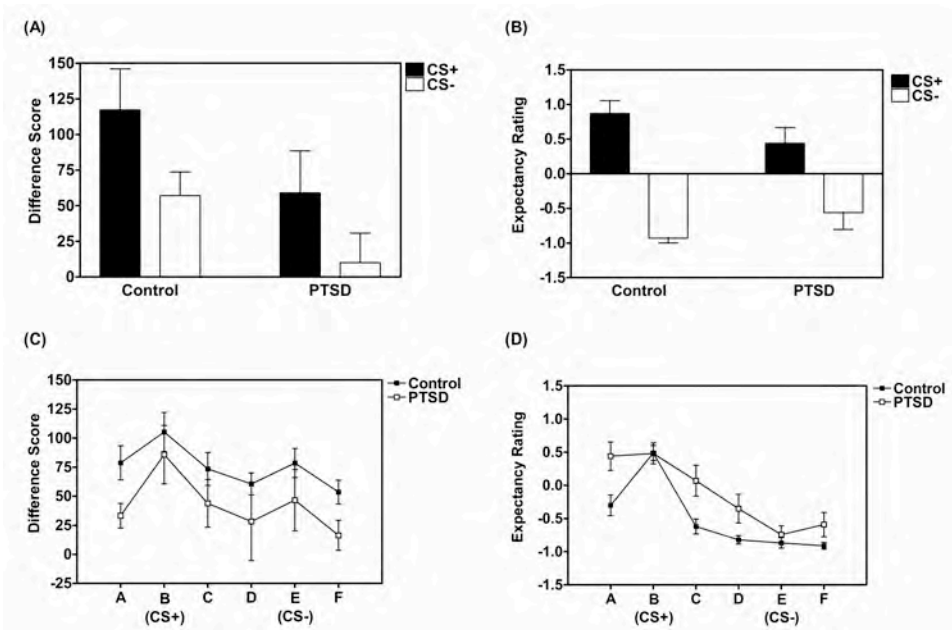 (A)
150
125
100
75
50
25
0
Difference Score
Control
PTSD
CS+
CS-
(B)
1.5
1.0
0.5
0.0
-0.5
-1.0
-1.5
Expectancy Rating
Control
PTSD
CS+
CS-
(C)
150
125
100
75
50
25
0
-25
Difference Score
A B C D E F
(CS+) (CS-)
Control
PTSD
(D)
1.5
1.0
0.5
0.0
-0.5
-1.0
-1.5
Expectancy Rating
A B C D E F
(CS+) (CS-)
Control
PTSD